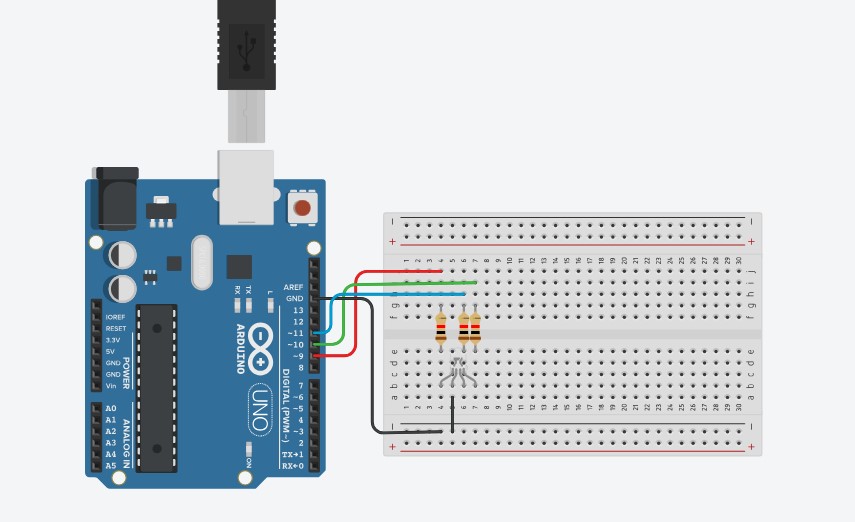 − −
+ +
1 2 3 4 5 6 7 8 9 10 11 12 13 14 15 16 17 18 19 20 21 22 23 24 25 26 27 28 29 30
j j
i i
h h
g g
f f
e e
d d
c c
b b
a a
1 2 3 4 5 6 7 8 9 10 11 12 13 14 15 16 17 18 19 20 21 22 23 24 25 26 27 28 29 30
− −
+ +
AREF
GND
13
12
~11
~10
~9
8
7
~6
~5
4
~3
2
TX→1
RX←0
DIGITAL (PWM~)
RX
TX
L
ARDUINO
UNO
ON
IOREF
RESET
3.3V
5V
GND
GND
Vin
POWER
A0
A1
A2
A3
A4
A5
ANALOG IN